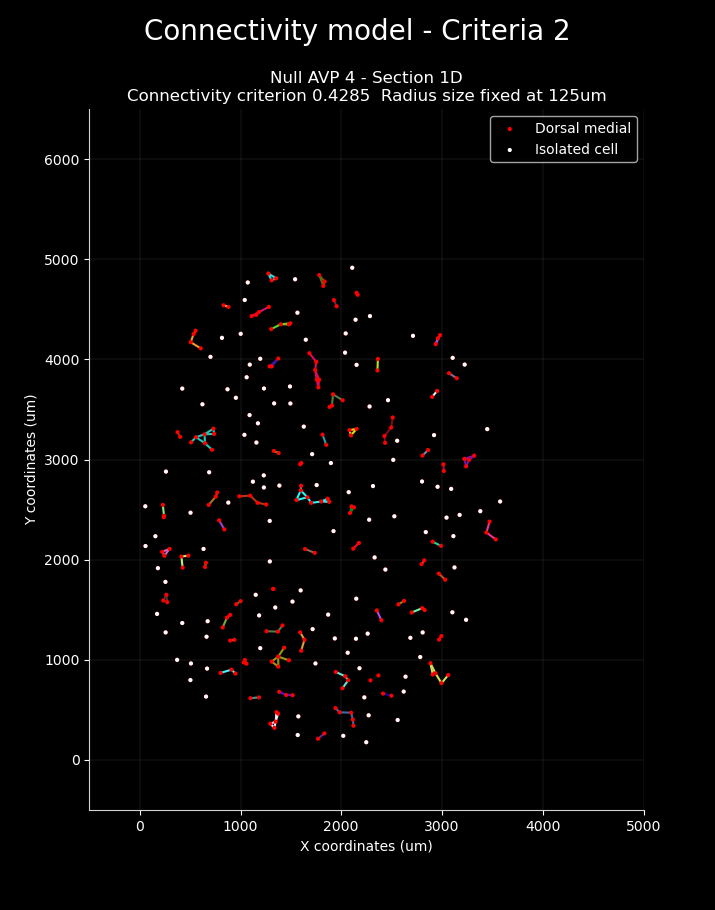 Connectivity model - Criteria 2
Null AVP 4 - Section 1D
Connectivity criterion 0.4285  Radius size fixed at 125um
Dorsal medial
Isolated cell
6000
5000
4000
3000
2000
1000
0
Y coordinates (um)
0
1000
2000
3000
4000
5000
X coordinates (um)